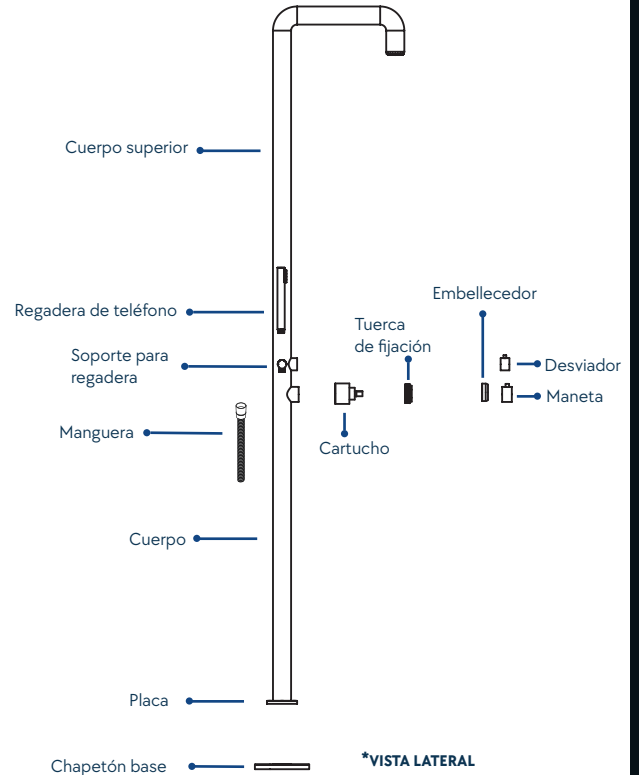 Cuerpo superior
Regadera de teléfono
Embellecedor
Tuerca
de fijación
Soporte para
regadera
Desviador
Maneta
Manguera
Cartucho
Cuerpo
Placa
Chapetón base
*VISTA LATERAL